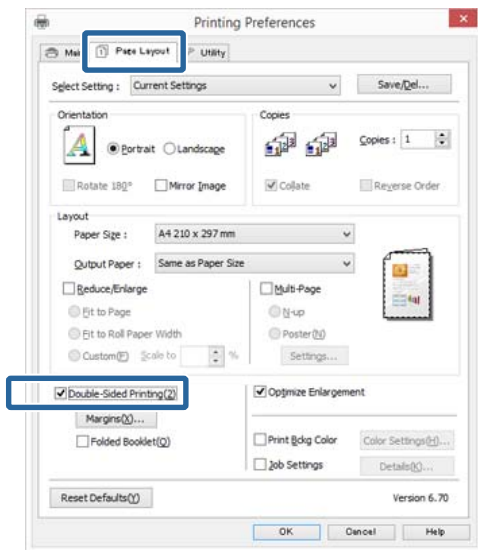 Printing Preferences
Main Page Layout Utility
Select Setting : Current Settings Save/Del...
Orientation Copies
Portrait Landscape Copies : 1
Rotate 180° Mirror Image Collate Reverse Order
Layout
Paper Size : A4 210 x 297 mm
Output Paper : Same as Paper Size
Reduce/Enlarge Multi-Page
Fit to Page N-up
Fit to Roll Paper Width Poster(N)
Custom(F) Scale to % Settings...
Double-Sided Printing(2) Optimize Enlargement
Margins(X)...
Folded Booklet(O) Print Bckg Color Color Settings(H)...
Job Settings Details(K)...
Reset Defaults(Y) Version 6.70
OK Cancel Help